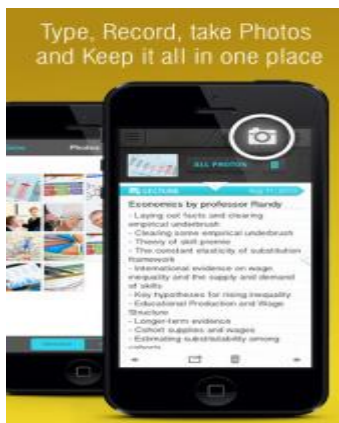 Type, Record, take Photos
and Keep it all in one place
Photos
ALL PHOTOS
LECTURE
Economics by professor Randy
- Laying out facts and clearing
empirical underbrush
- Clearing some empirical underbrush
- Theory of skill premie
- The constant elasticity of substitution
framework
- International evidence on wage
inequality and the supply and demand
of skills
- Key hypotheses for rising inequality
- Educational Production and Wage
Structure
- Longer-term evidence
- Cohort supplies and wages
- Estimating substitutability among